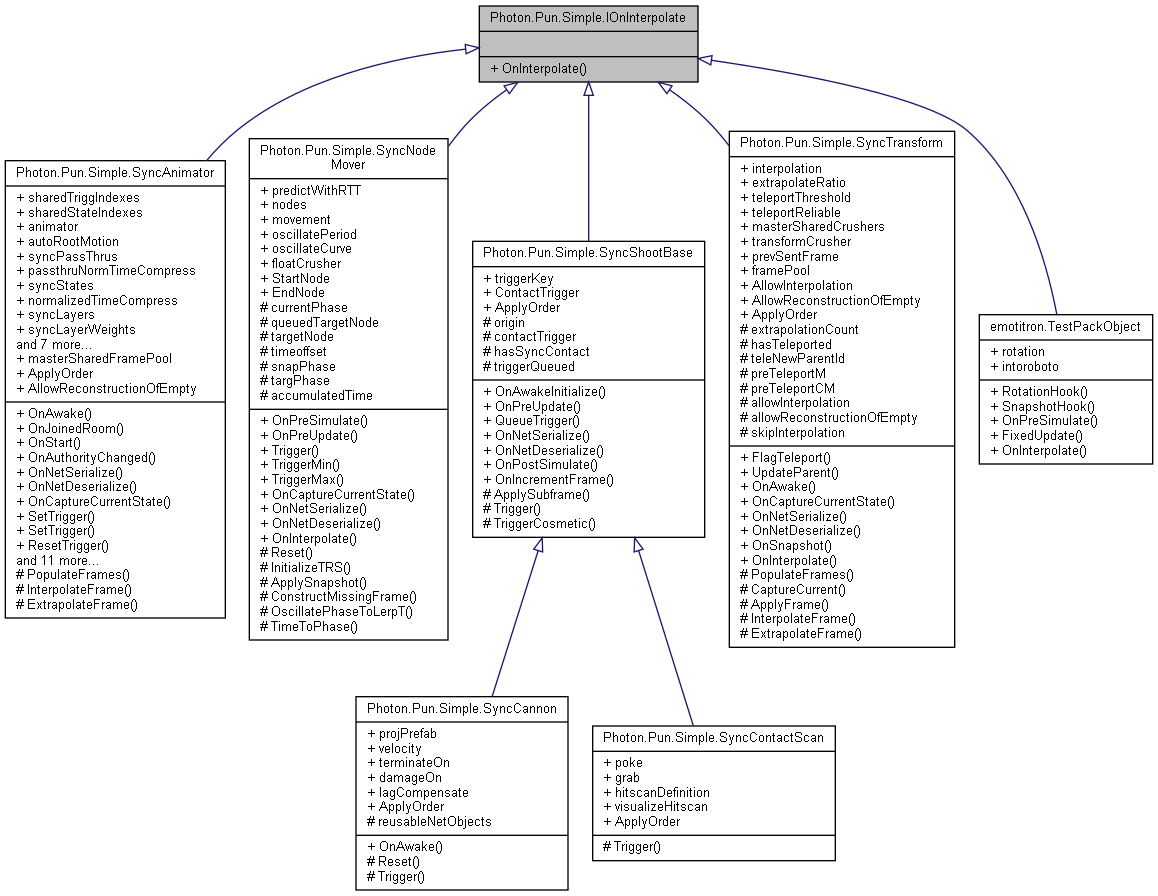 Photon.Pun.Simple.IOnInterpolate
+ OnInterpolate()
Photon.Pun.Simple.SyncAnimator
+ sharedTriggIndexes
+ sharedStateIndexes
+ animator
+ autoRootMotion
+ syncPassThrus
+ passthruNormTimeCompress
+ syncStates
+ normalizedTimeCompress
+ syncLayers
+ syncLayerWeights
and 7 more...
+ masterSharedFramePool
+ ApplyOrder
+ AllowReconstructionOfEmpty
+ OnAwake()
+ OnJoinedRoom()
+ OnStart()
+ OnAuthorityChanged()
+ OnNetSerialize()
+ OnNetDeserialize()
+ OnCaptureCurrentState()
+ SetTrigger()
+ SetTrigger()
+ ResetTrigger()
and 11 more...
# PopulateFrames()
# InterpolateFrame()
# ExtrapolateFrame()
Photon.Pun.Simple.SyncNode
Mover
+ predictWithRTT
+ nodes
+ movement
+ oscillatePeriod
+ oscillateCurve
+ floatCrusher
+ StartNode
+ EndNode
# currentPhase
# queuedTargetNode
# targetNode
# timeoffset
# snapPhase
# targPhase
# accumulatedTime
+ OnPreSimulate()
+ OnPreUpdate()
+ Trigger()
+ TriggerMin()
+ TriggerMax()
+ OnCaptureCurrentState()
+ OnNetSerialize()
+ OnNetDeserialize()
+ OnInterpolate()
# Reset()
# InitializeTRS()
# ApplySnapshot()
# ConstructMissingFrame()
# OscillatePhaseToLerpT()
# TimeToPhase()
Photon.Pun.Simple.SyncShootBase
+ triggerKey
+ ContactTrigger
+ ApplyOrder
# origin
# contactTrigger
# hasSyncContact
# triggerQueued
+ OnAwakeInitialize()
+ OnPreUpdate()
+ QueueTrigger()
+ OnNetSerialize()
+ OnNetDeserialize()
+ OnPostSimulate()
+ OnIncrementFrame()
# ApplySubframe()
# Trigger()
# TriggerCosmetic()
Photon.Pun.Simple.SyncTransform
+ interpolation
+ extrapolateRatio
+ teleportThreshold
+ teleportReliable
+ masterSharedCrushers
+ transformCrusher
+ prevSentFrame
+ framePool
+ AllowInterpolation
+ AllowReconstructionOfEmpty
+ ApplyOrder
# extrapolationCount
# hasTeleported
# teleNewParentId
# preTeleportM
# preTeleportCM
# allowInterpolation
# allowReconstructionOfEmpty
# skipInterpolation
+ FlagTeleport()
+ UpdateParent()
+ OnAwake()
+ OnCaptureCurrentState()
+ OnNetSerialize()
+ OnNetDeserialize()
+ OnSnapshot()
+ OnInterpolate()
# PopulateFrames()
# CaptureCurrent()
# ApplyFrame()
# InterpolateFrame()
# ExtrapolateFrame()
emotitron.TestPackObject
+ rotation
+ intoroboto
+ RotationHook()
+ SnapshotHook()
+ OnPreSimulate()
+ FixedUpdate()
+ OnInterpolate()
Photon.Pun.Simple.SyncCannon
+ projPrefab
+ velocity
+ terminateOn
+ damageOn
+ lagCompensate
+ ApplyOrder
# reusableNetObjects
+ OnAwake()
# Reset()
# Trigger()
Photon.Pun.Simple.SyncContactScan
+ poke
+ grab
+ hitscanDefinition
+ visualizeHitscan
+ ApplyOrder
# Trigger()